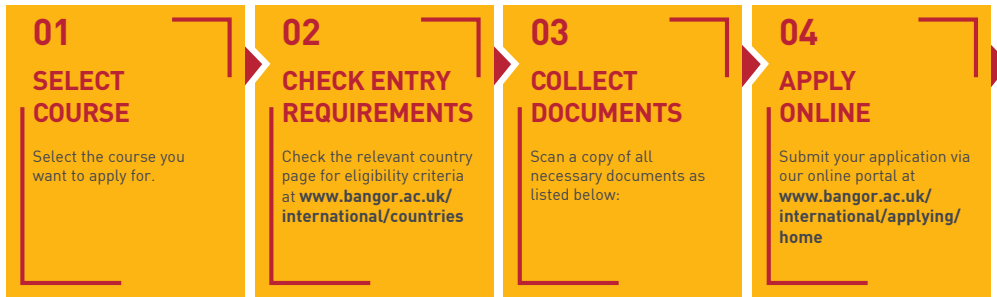 01
SELECT
COURSE
Select the course you
want to apply for.
02
CHECK ENTRY
REQUIREMENTS
Check the relevant country
page for eligibility criteria
at www.bangor.ac.uk/
international/countries
03
COLLECT
DOCUMENTS
Scan a copy of all
necessary documents as
listed below:
04
APPLY
ONLINE
Submit your application via
our online portal at
www.bangor.ac.uk/
international/applying/
home